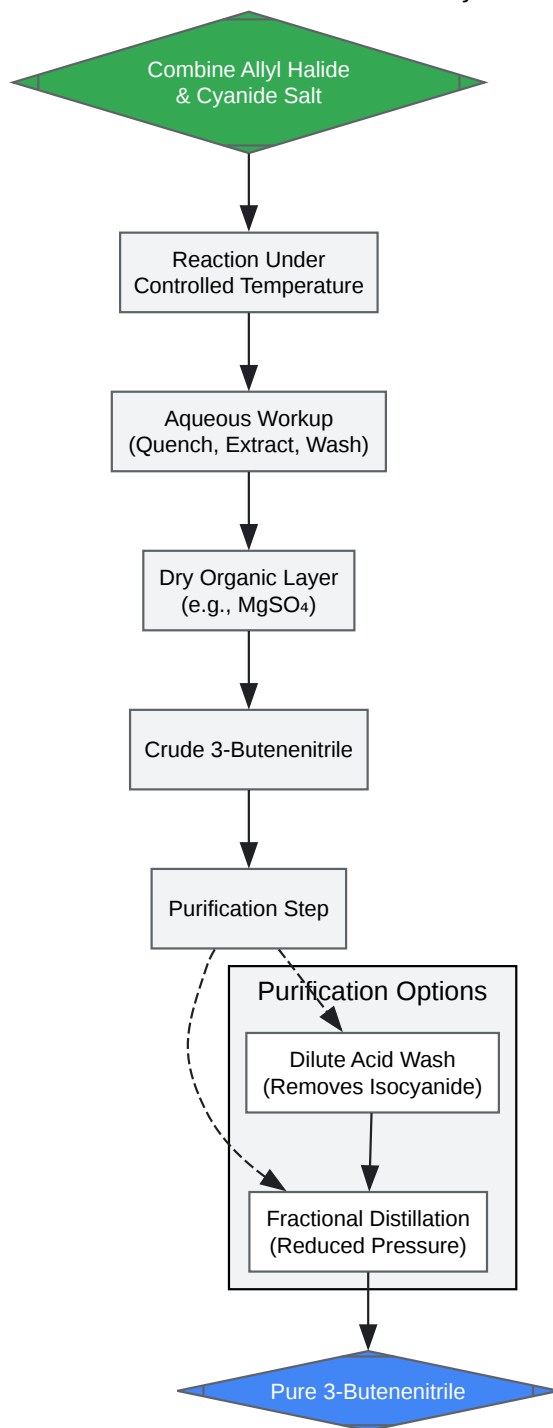 Combine Allyl Halide
& Cyanide Salt
Reaction Under
Controlled Temperature
Aqueous Workup
(Quench, Extract, Wash)
Dry Organic Layer
(e.g., MgSO₄)
Crude 3-Butenenitrile
Purification Step
Purification Options
Dilute Acid Wash
(Removes Isocyanide)
Fractional Distillation
(Reduced Pressure)
Pure 3-Butenenitrile